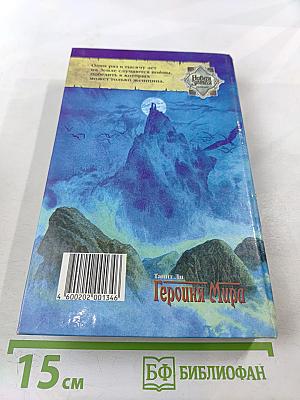 Один раз в тысячу лет
на Земле случаются войны,
победить в которых
может только женщина.
Танит Ли
Героиня Мира
4 600202 001346
15 см
БФ БИБЛИОФАН